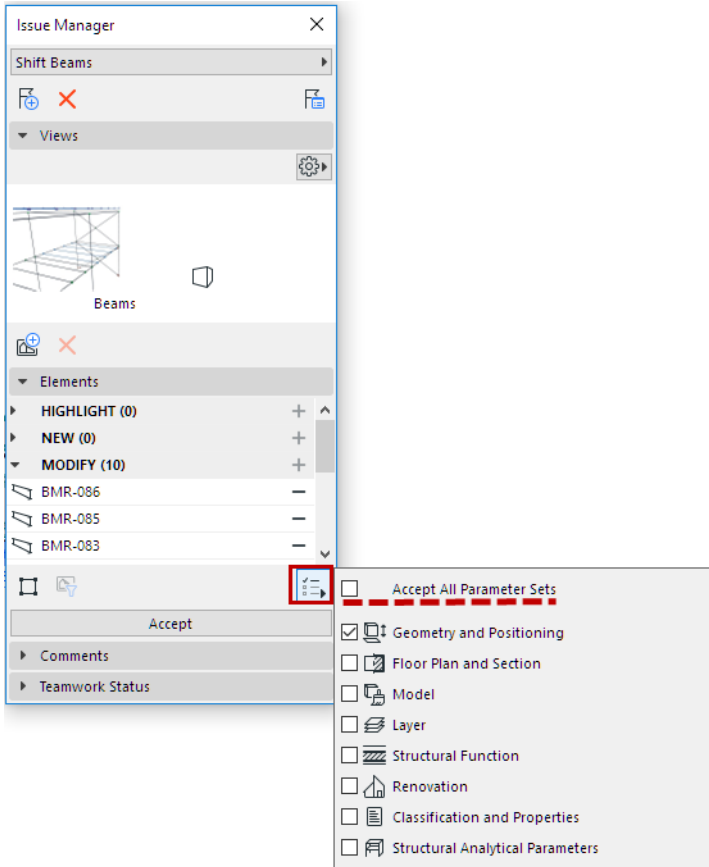 Issue Manager
Shift Beams
Views
Beams
Elements
HIGHLIGHT (0)
NEW (0)
MODIFY (10)
BMR-086
BMR-085
BMR-083
Accept
Comments
Teamwork Status
Accept All Parameter Sets
Geometry and Positioning
Floor Plan and Section
Model
Layer
Structural Function
Renovation
Classification and Properties
Structural Analytical Parameters